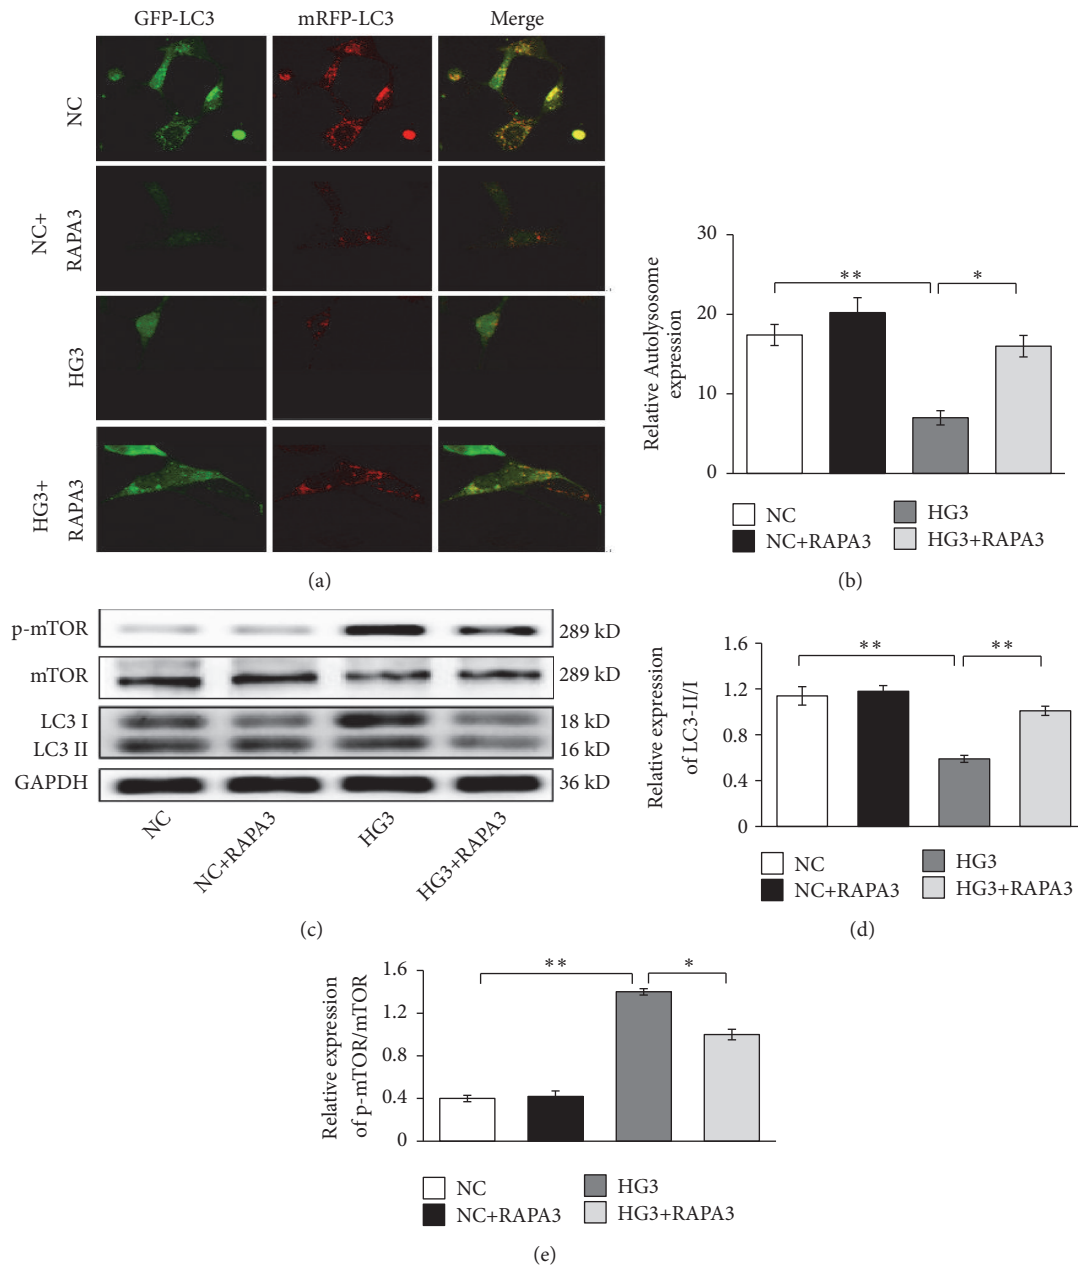 GFP-LC3 mRFP-LC3 Merge
NC
NC+
RAPA3
HG3
HG3+
RAPA3
(a)
Relative Autolysosome
expression
30
20
10
0
** *
NC HG3
NC+RAPA3 HG3+RAPA3
(b)
p-mTOR 289 kD
mTOR 289 kD
LC3 I 18 kD
LC3 II 16 kD
GAPDH 36 kD
NC NC+RAPA3 HG3 HG3+RAPA3
(c)
Relative expression
of LC3-II/I
1.6
1.2
0.8
0.4
0
** **
NC HG3
NC+RAPA3 HG3+RAPA3
(d)
Relative expression
of p-mTOR/mTOR
1.6
1.2
0.8
0.4
0
** *
NC HG3
NC+RAPA3 HG3+RAPA3
(e)